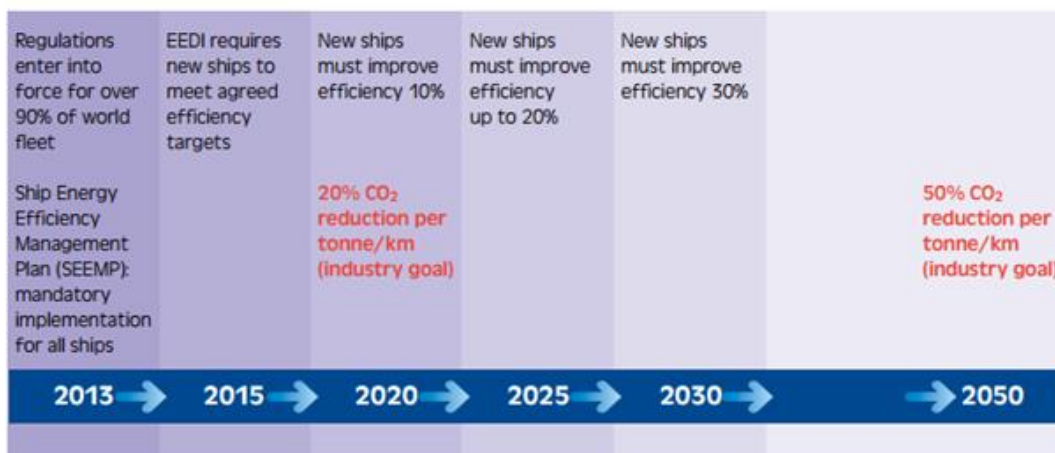 Regulations
enter into
force for over
90% of world
fleet
Ship Energy
Efficiency
Management
Plan (SEEMP):
mandatory
implementation
for all ships
EEDI requires
new ships to
meet agreed
efficiency
targets
New ships
must improve
efficiency 10%
20% CO₂
reduction per
tonne/km
(industry goal)
New ships
must improve
efficiency
up to 20%
New ships
must improve
efficiency 30%
50% CO₂
reduction per
tonne/km
(industry goal)
2013 2015 2020 2025 2030 2050